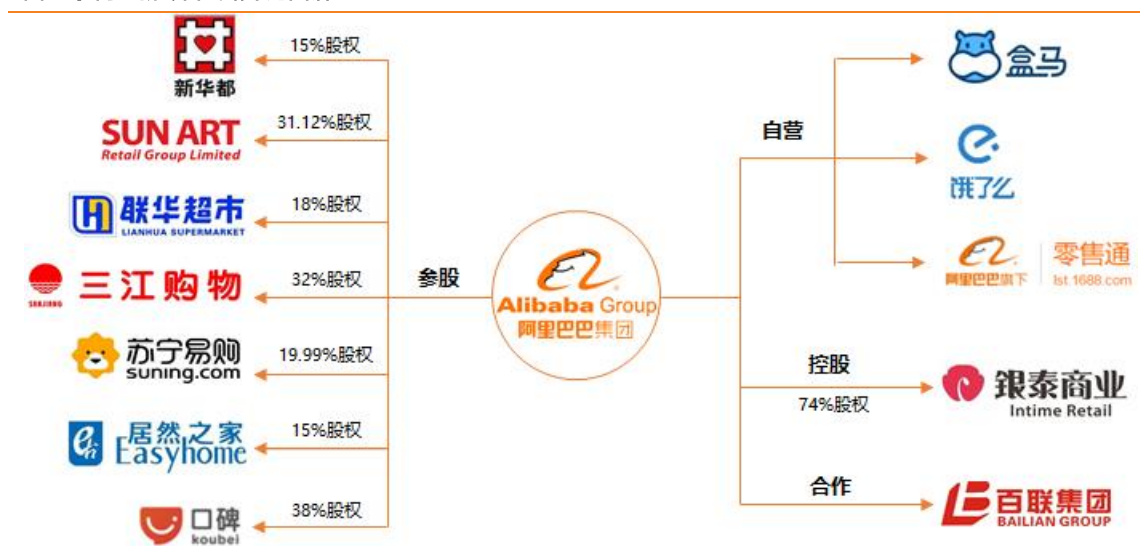 15%股权
新华都
SUN ART
Retail Group Limited
31.12%股权
联华超市
LIANHUA SUPERMARKET
18%股权
三江购物
SANJIANG
32%股权
苏宁易购
suning.com
19.99%股权
居然之家
Easyhome
15%股权
口碑
koubei
38%股权
参股
Alibaba Group
阿里巴巴集团
自营
盒马
饿了么
阿里巴巴旗下
零售通
lst.1688.com
控股
74%股权
銀泰商业
Intime Retail
合作
百联集团
BAILIAN GROUP